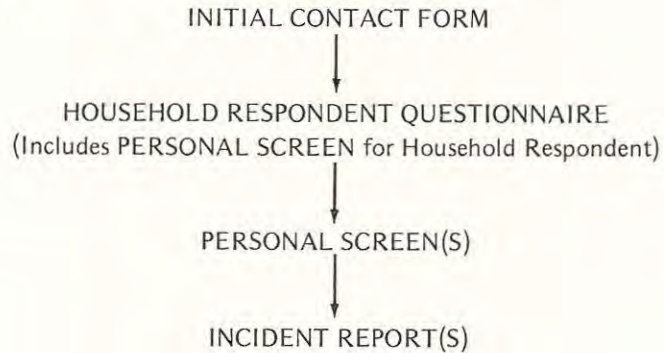 INITIAL CONTACT FORM
HOUSEHOLD RESPONDENT QUESTIONNAIRE
(Includes PERSONAL SCREEN for Household Respondent)
PERSONAL SCREEN(S)
INCIDENT REPORT(S)